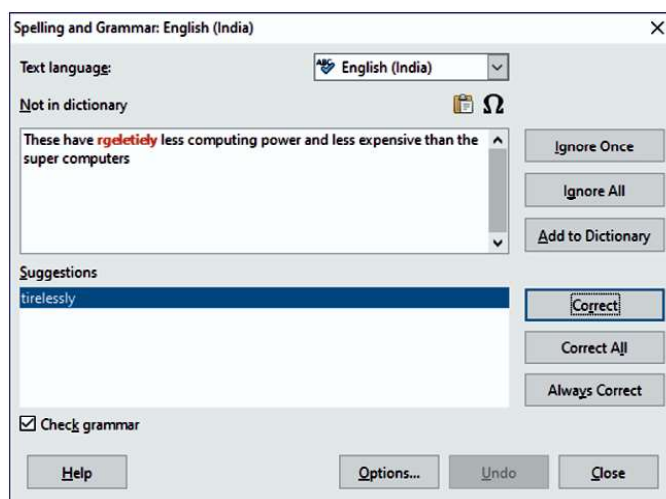 Spelling and Grammar: English (India)
Text language:
English (India)
Not in dictionary
These have rgeletiely less computing power and less expensive than the
super computers
Ignore Once
Ignore All
Add to Dictionary
Suggestions
tirelessly
Correct
Correct All
Always Correct
Check grammar
Help
Options...
Undo
Close